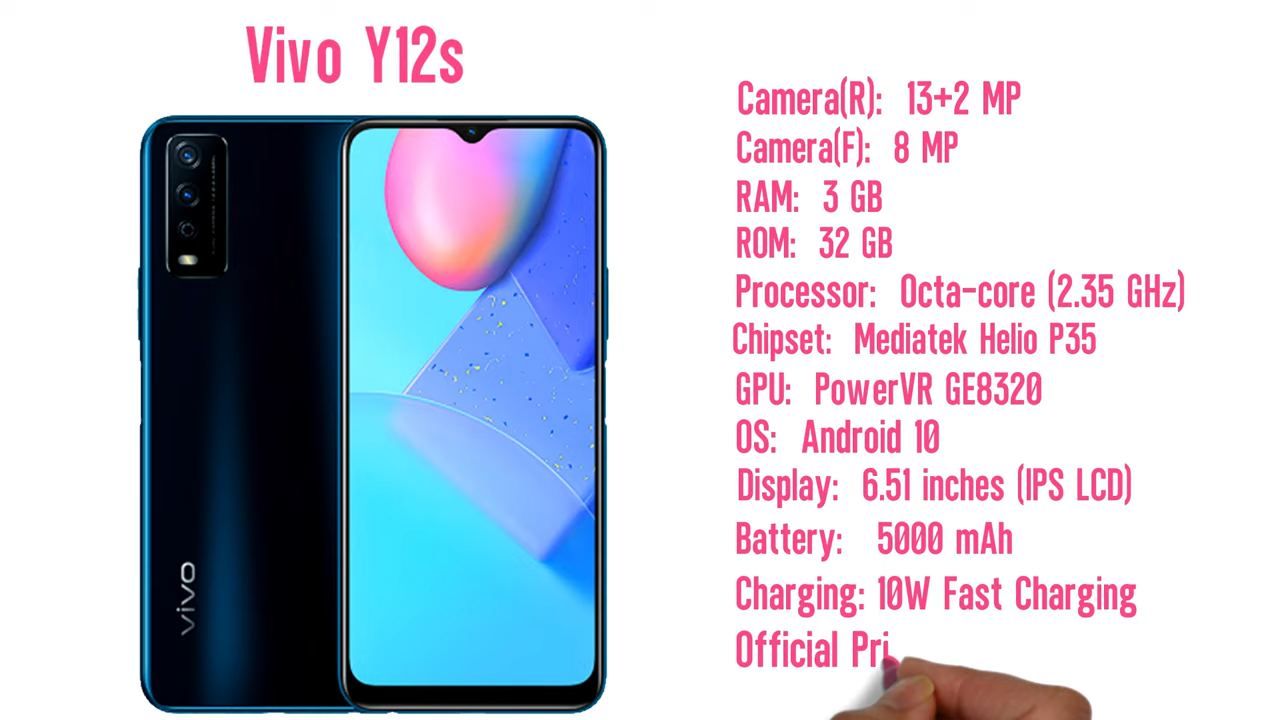 Vivo Y12s
Camera(R): 13+2 MP
Camera(F): 8 MP
RAM: 3 GB
ROM: 32 GB
Processor: Octa-core (2.35 GHz)
Chipset: Mediatek Helio P35
GPU: PowerVR GE8320
OS: Android 10
Display: 6.51 inches (IPS LCD)
Battery: 5000 mAh
Charging: 10W Fast Charging
Official Pri
vivo